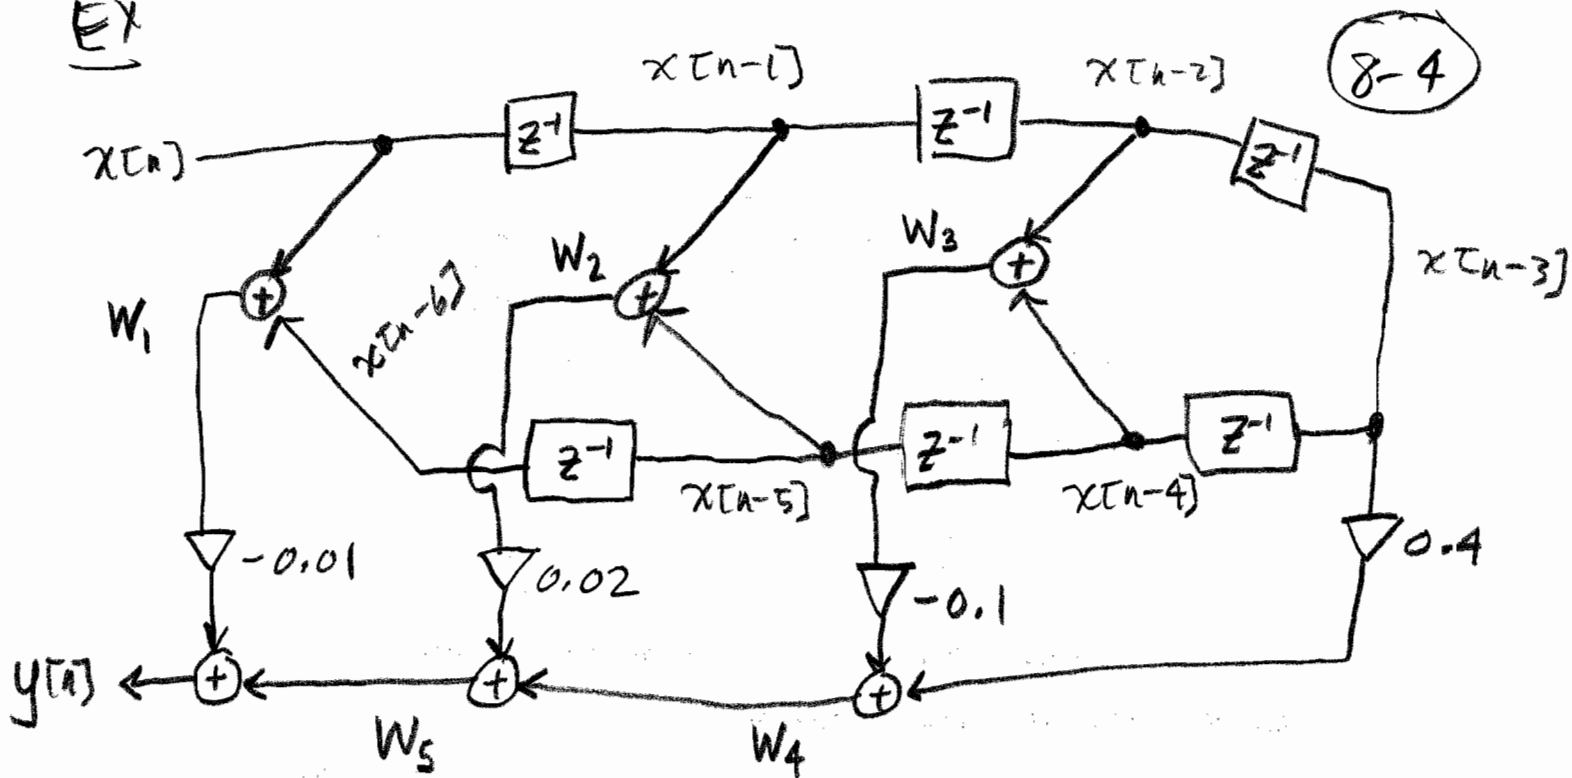 EX
8-4
x[n-1]
x[n-2]
x[n]
z⁻¹
z⁻¹
z⁻¹
x[n-3]
W₁
+
x[n-6]
W₂
+
W₃
+
z⁻¹
x[n-5]
z⁻¹
x[n-4]
z⁻¹
-0.01
0.02
-0.1
0.4
y[n]
+
W₅
+
W₄
+